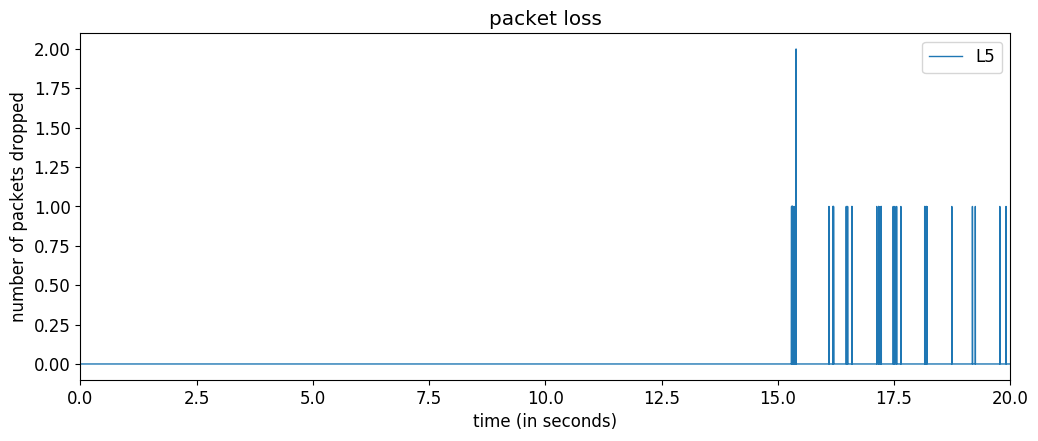 packet loss
number of packets dropped
2.00
1.75
1.50
1.25
1.00
0.75
0.50
0.25
0.00
L5
0.0 2.5 5.0 7.5 10.0 12.5 15.0 17.5 20.0
time (in seconds)